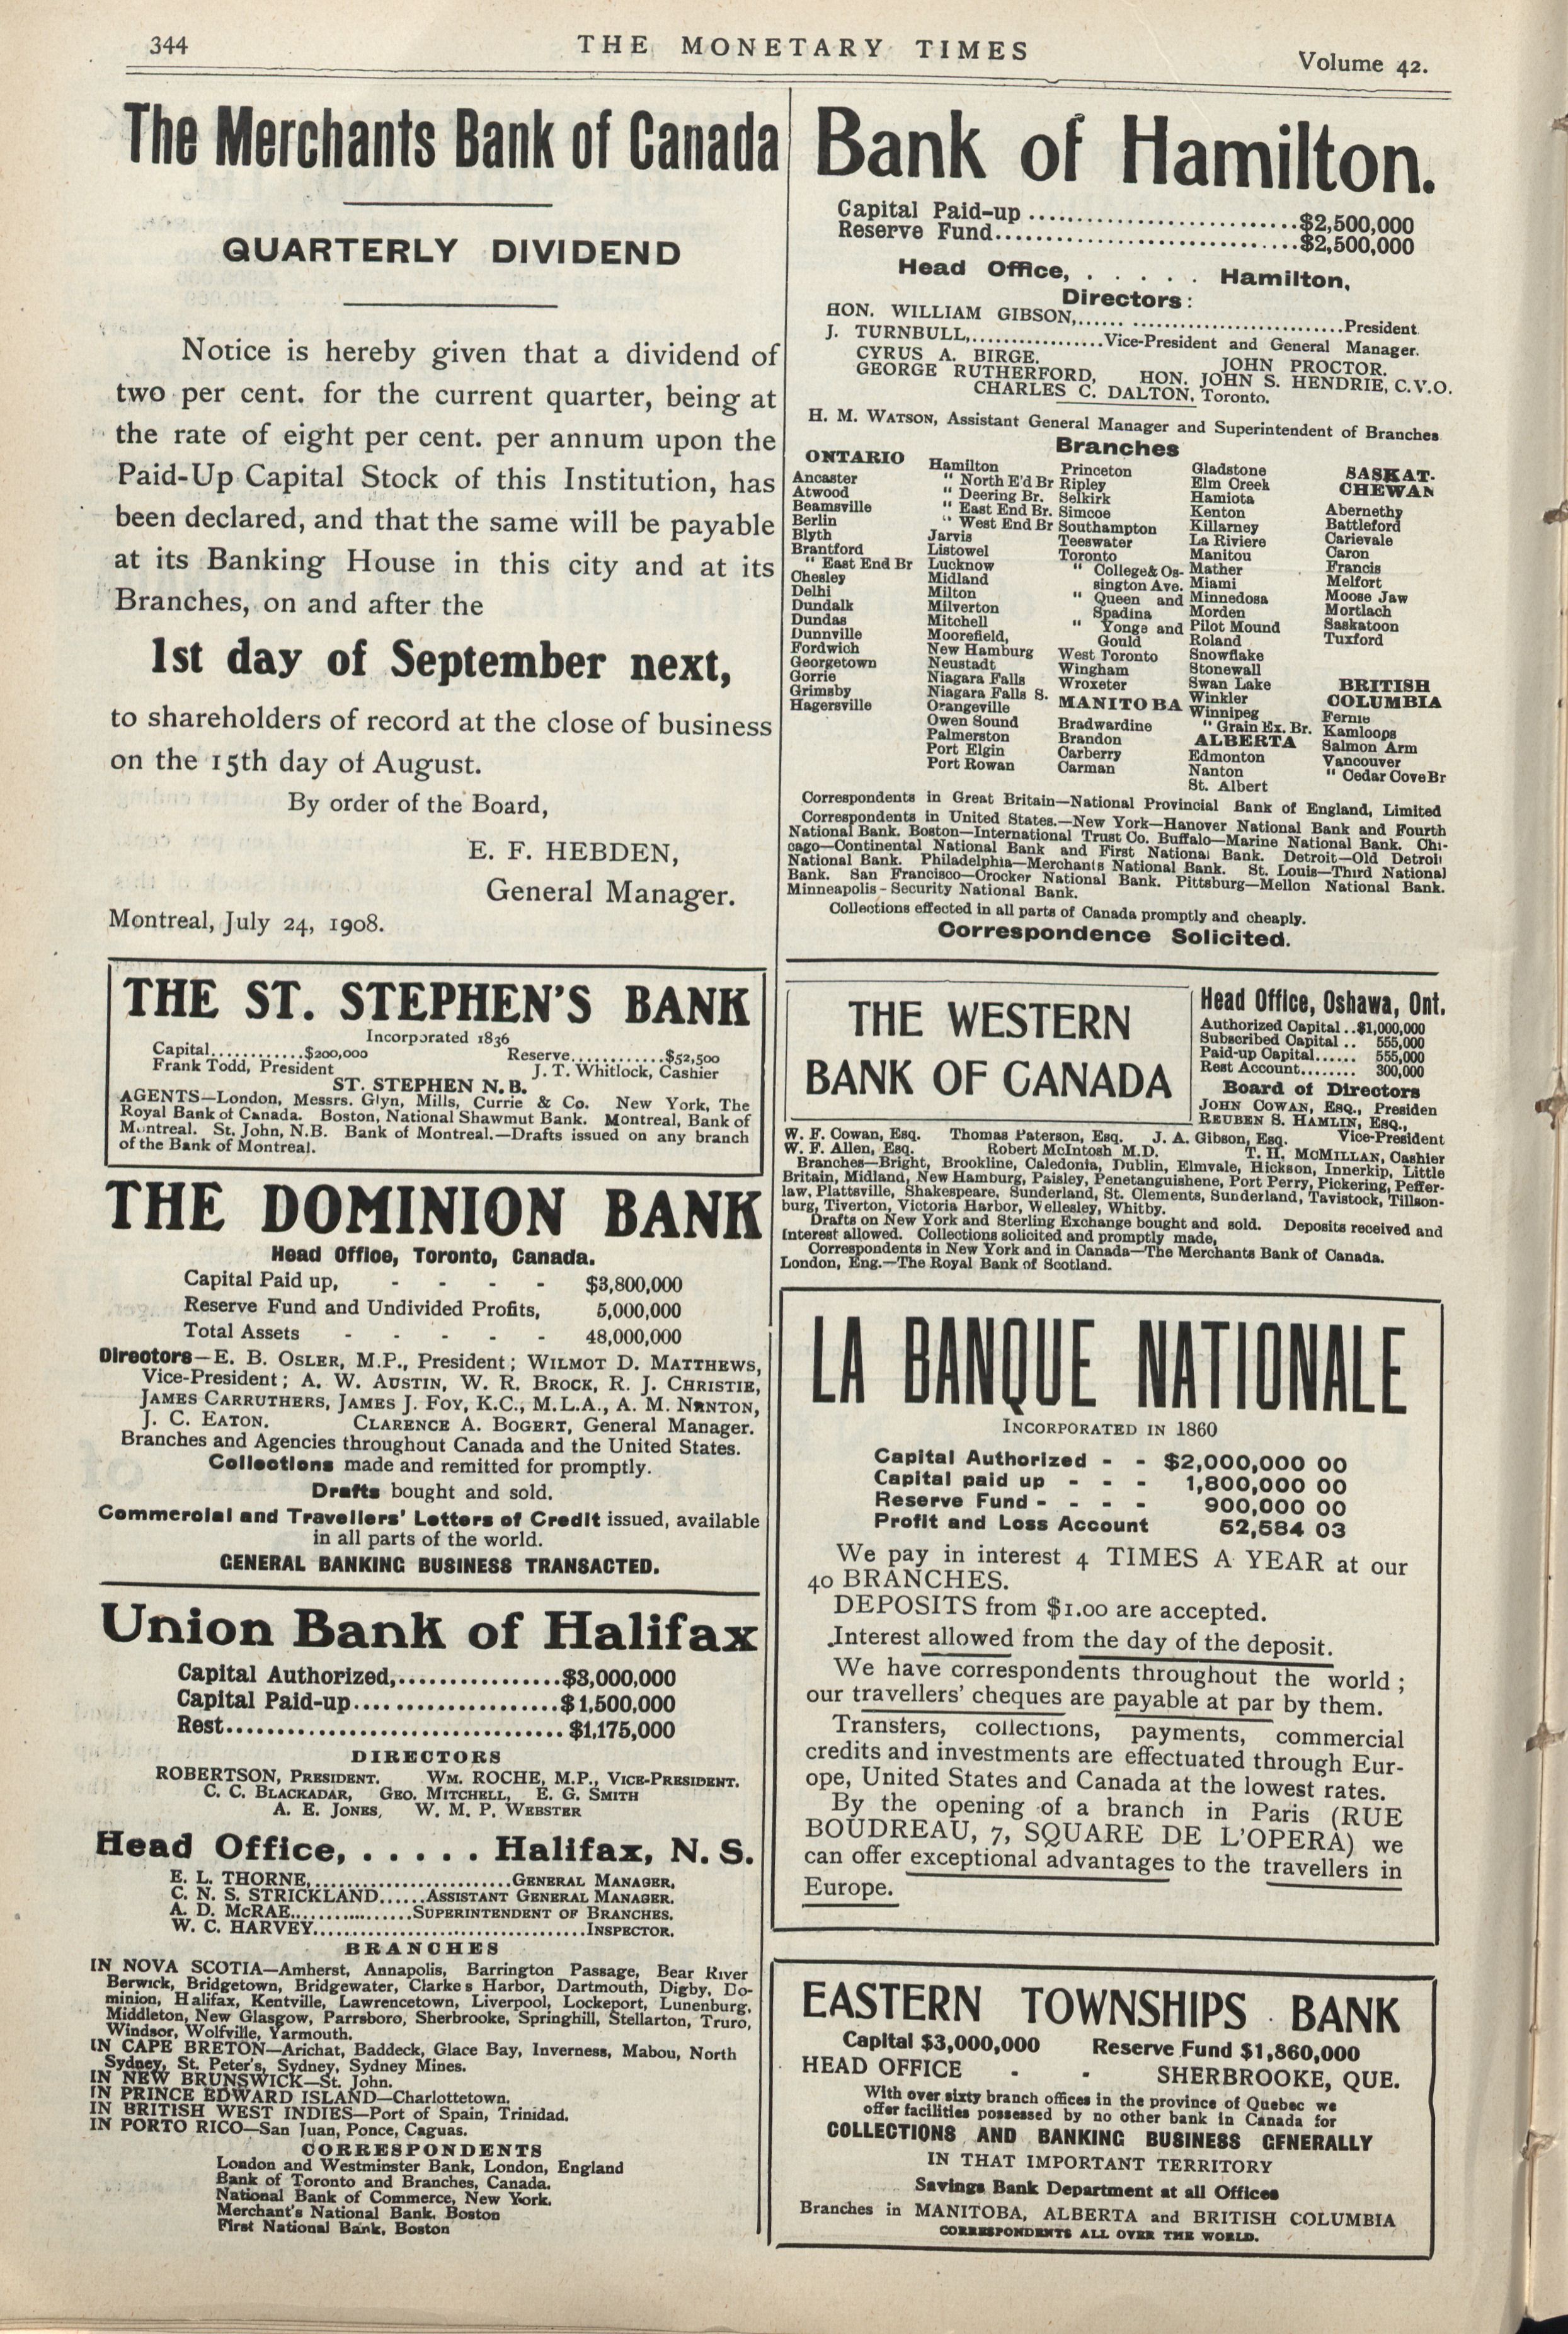 344
THE MONETARY TIMES
Volume 42.
The Merchants Bank of Canada
QUARTERLY DIVIDEND
Notice is hereby given that a dividend of
two per cent. for the current quarter, being at
the rate of eight per cent. per annum upon the
Paid-Up Capital Stock of this Institution, has
been declared, and that the same will be payable
at its Banking House in this city and at its
Branches, on and after the
1st day of September next,
to shareholders of record at the close of business
on the 15th day of August.
By order of the Board,
E. F. HEBDEN,
General Manager.
Montreal, July 24, 1908.
THE ST. STEPHEN'S BANK
Incorporated 1836
Capital............$200,000 Reserve............$52,500
Frank Todd, President J. T. Whitlock, Cashier
ST. STEPHEN N. B.
AGENTS—London, Messrs. Glyn, Mills, Currie & Co. New York, The
Royal Bank of Canada. Boston, National Shawmut Bank. Montreal, Bank of
Montreal. St. John, N.B. Bank of Montreal.—Drafts issued on any branch
of the Bank of Montreal.
THE DOMINION BANK
Head Office, Toronto, Canada.
Capital Paid up, - - - - $3,800,000
Reserve Fund and Undivided Profits, 5,000,000
Total Assets - - - - - 48,000,000
Directors—E. B. OSLER, M.P., President; WILMOT D. MATTHEWS,
Vice-President; A. W. AUSTIN, W. R. BROCK, R. J. CHRISTIE,
JAMES CARRUTHERS, JAMES J. FOY, K.C., M.L.A., A. M. NANTON,
J. C. EATON. CLARENCE A. BOGERT, General Manager.
Branches and Agencies throughout Canada and the United States.
Collections made and remitted for promptly.
Drafts bought and sold.
Commercial and Travellers' Letters of Credit issued, available
in all parts of the world.
GENERAL BANKING BUSINESS TRANSACTED.
Union Bank of Halifax
Capital Authorized,................$3,000,000
Capital Paid-up....................$1,500,000
Rest................................. $1,175,000
DIRECTORS
ROBERTSON, PRESIDENT. WM. ROCHE, M.P., VICE-PRESIDENT.
C. C. BLACKADAR, GEO. MITCHELL, E. G. SMITH
A. E. JONES, W. M. P. WEBSTER
Head Office, . . . . . Halifax, N. S.
E. L. THORNE,........................GENERAL MANAGER.
C. N. S. STRICKLAND......ASSISTANT GENERAL MANAGER.
A. D. McRAE...............SUPERINTENDENT OF BRANCHES.
W. C. HARVEY.................................INSPECTOR.
BRANCHES
IN NOVA SCOTIA—Amherst, Annapolis, Barrington Passage, Bear River
Berwick, Bridgetown, Bridgewater, Clarke s Harbor, Dartmouth, Digby, Do-
minion, Halifax, Kentville, Lawrencetown, Liverpool, Lockeport, Lunenburg,
Middleton, New Glasgow, Parrsboro, Sherbrooke, Springhill, Stellarton, Truro,
Windsor, Wolfville, Yarmouth.
IN CAPE BRETON—Arichat, Baddeck, Glace Bay, Inverness, Mabou, North
Sydney, St. Peter's, Sydney, Sydney Mines.
IN NEW BRUNSWICK—St. John.
IN PRINCE EDWARD ISLAND—Charlottetown.
IN BRITISH WEST INDIES—Port of Spain, Trinidad.
IN PORTO RICO—San Juan, Ponce, Caguas.
CORRESPONDENTS
London and Westminster Bank, London, England
Bank of Toronto and Branches, Canada.
National Bank of Commerce, New York.
Merchant's National Bank, Boston
First National Bank, Boston
Bank of Hamilton.
Capital Paid-up ..............................$2,500,000
Reserve Fund.................................$2,500,000
Head Office, . . . . . Hamilton,
Directors:
HON. WILLIAM GIBSON,...... ..............................President
J. TURNBULL,..................Vice-President and General Manager.
CYRUS A. BIRGE. JOHN PROCTOR.
GEORGE RUTHERFORD, HON. JOHN S. HENDRIE, C.V.O.
CHARLES C. DALTON, Toronto.
H. M. WATSON, Assistant General Manager and Superintendent of Branches
Branches
ONTARIO
Ancaster
Atwood
Beamsville
Berlin
Blyth
Brantford
" East End Br
Chesley
Delhi
Dundalk
Dundas
Dunnville
Fordwich
Georgetown
Gorrie
Grimsby
Hagersville
Hamilton
" North E'd Br
" Deering Br.
" East End Br.
" West End Br
Jarvis
Listowel
Lucknow
Midland
Milton
Milverton
Mitchell
Moorefield,
New Hamburg
Neustadt
Niagara Falls
Niagara Falls S.
Orangeville
Owen Sound
Palmerston
Port Elgin
Port Rowan
Princeton
Ripley
Selkirk
Simcoe
Southampton
Teeswater
Toronto
" College & Os-
sington Ave.
" Queen and
Spadina
" Yonge and
Gould
West Toronto
Wingham
Wroxeter
MANITOBA
Bradwardine
Brandon
Carberry
Carman
Gladstone
Elm Creek
Hamiota
Kenton
Killarney
La Riviere
Manitou
Mather
Miami
Minnedosa
Morden
Pilot Mound
Roland
Snowflake
Stonewall
Swan Lake
Winkler
Winnipeg
" Grain Ex. Br.
ALBERTA
Edmonton
Nanton
St. Albert
SASKAT-
CHEWAN
Abernethy
Battleford
Carievale
Caron
Francis
Melfort
Moose Jaw
Mortlach
Saskatoon
Tuxford
BRITISH
COLUMBIA
Fernie
Kamloops
Salmon Arm
Vancouver
" Cedar Cove Br
Correspondents in Great Britain—National Provincial Bank of England, Limited
Correspondents in United States.—New York—Hanover National Bank and Fourth
National Bank. Boston—International Trust Co. Buffalo—Marine National Bank. Chi-
cago—Continental National Bank and First National Bank. Detroit—Old Detroit
National Bank. Philadelphia—Merchants National Bank. St. Louis—Third National
Bank. San Francisco—Crocker National Bank. Pittsburg—Mellon National Bank.
Minneapolis - Security National Bank.
Collections effected in all parts of Canada promptly and cheaply.
Correspondence Solicited.
THE WESTERN
BANK OF CANADA
Head Office, Oshawa, Ont.
Authorized Capital ..$1,000,000
Subscribed Capital .. 555,000
Paid-up Capital...... 555,000
Rest Account........ 300,000
Board of Directors
JOHN COWAN, ESQ., Presiden
REUBEN S. HAMLIN, ESQ.,
Vice-President
W. F. Cowan, Esq. Thomas Paterson, Esq. J. A. Gibson, Esq.
W. F. Allen, Esq. Robert McIntosh M.D. T. H. MCMILLAN, Cashier
Branches—Bright, Brookline, Caledonia, Dublin, Elmvale, Hickson, Innerkip, Little
Britain, Midland, New Hamburg, Paisley, Penetanguishene, Port Perry, Pickering, Peffer-
law, Plattsville, Shakespeare, Sunderland, St. Clements, Sunderland, Tavistock, Tillson-
burg, Tiverton, Victoria Harbor, Wellesley, Whitby.
Drafts on New York and Sterling Exchange bought and sold. Deposits received and
Interest allowed. Collections solicited and promptly made,
Correspondents in New York and in Canada—The Merchants Bank of Canada.
London, Eng.—The Royal Bank of Scotland.
LA BANQUE NATIONALE
INCORPORATED IN 1860
Capital Authorized - - $2,000,000 00
Capital paid up - - - 1,800,000 00
Reserve Fund - - - - 900,000 00
Profit and Loss Account 52,584 03
We pay in interest 4 TIMES A YEAR at our
40 BRANCHES.
DEPOSITS from $1.00 are accepted.
Interest allowed from the day of the deposit.
We have correspondents throughout the world;
our travellers' cheques are payable at par by them.
Transfers, collections, payments, commercial
credits and investments are effectuated through Eur-
ope, United States and Canada at the lowest rates.
By the opening of a branch in Paris (RUE
BOUDREAU, 7, SQUARE DE L'OPERA) we
can offer exceptional advantages to the travellers in
Europe.
EASTERN TOWNSHIPS BANK
Capital $3,000,000 Reserve Fund $1,860,000
HEAD OFFICE - - SHERBROOKE, QUE.
With over sixty branch offices in the province of Quebec we
offer facilities possessed by no other bank in Canada for
COLLECTIONS AND BANKING BUSINESS GENERALLY
IN THAT IMPORTANT TERRITORY
Savings Bank Department at all Offices
Branches in MANITOBA, ALBERTA and BRITISH COLUMBIA
CORRESPONDENTS ALL OVER THE WORLD.